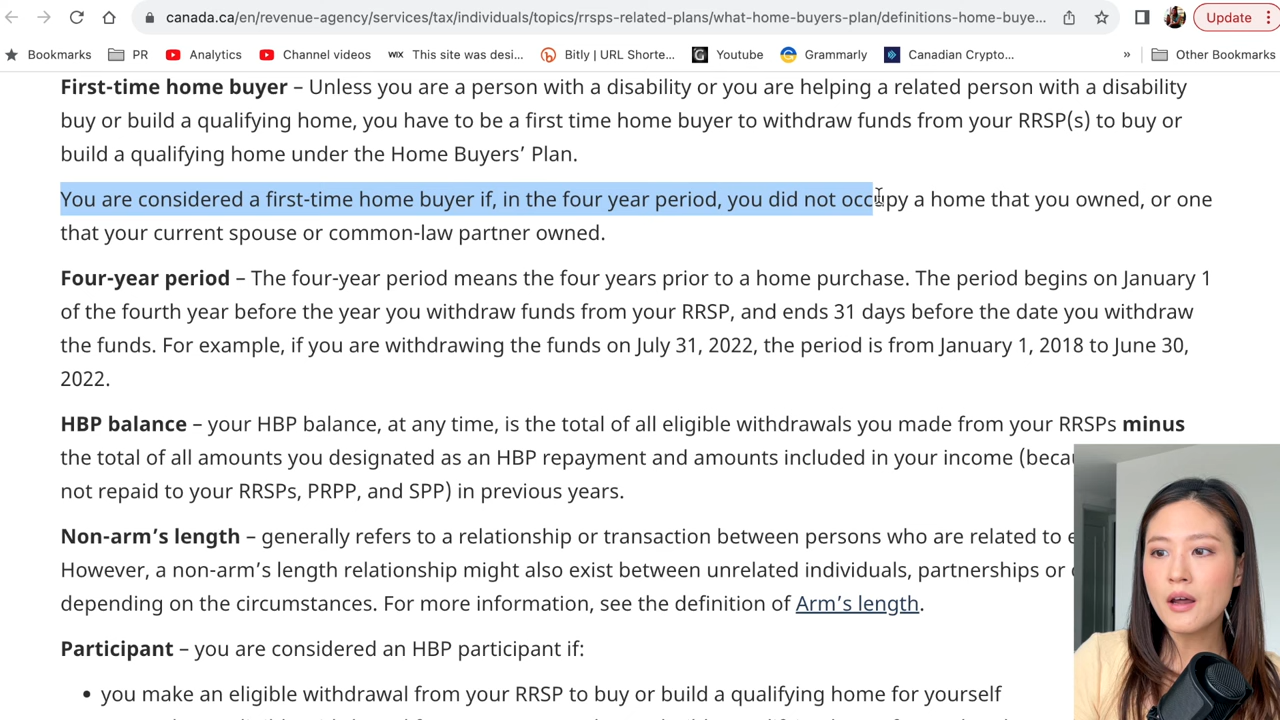 canada.ca/en/revenue-agency/services/tax/individuals/topics/rrsps-related-plans/what-home-buyers-plan/definitions-home-buye...
Update
Bookmarks PR Analytics Channel videos WIX This site was desi... Bitly | URL Shorte... Youtube Grammarly Canadian Crypto... » Other Bookmarks
First-time home buyer – Unless you are a person with a disability or you are helping a related person with a disability
buy or build a qualifying home, you have to be a first time home buyer to withdraw funds from your RRSP(s) to buy or
build a qualifying home under the Home Buyers’ Plan.
You are considered a first-time home buyer if, in the four year period, you did not occupy a home that you owned, or one
that your current spouse or common-law partner owned.
Four-year period – The four-year period means the four years prior to a home purchase. The period begins on January 1
of the fourth year before the year you withdraw funds from your RRSP, and ends 31 days before the date you withdraw
the funds. For example, if you are withdrawing the funds on July 31, 2022, the period is from January 1, 2018 to June 30,
2022.
HBP balance – your HBP balance, at any time, is the total of all eligible withdrawals you made from your RRSPs minus
the total of all amounts you designated as an HBP repayment and amounts included in your income
not repaid to your RRSPs, PRPP, and SPP) in previous years.
Non-arm’s length – generally refers to a relationship or transaction between persons who are related to
However, a non-arm’s length relationship might also exist between unrelated individuals, partnerships or
depending on the circumstances. For more information, see the definition of Arm’s length.
Participant – you are considered an HBP participant if:
• you make an eligible withdrawal from your RRSP to buy or build a qualifying home for yourself